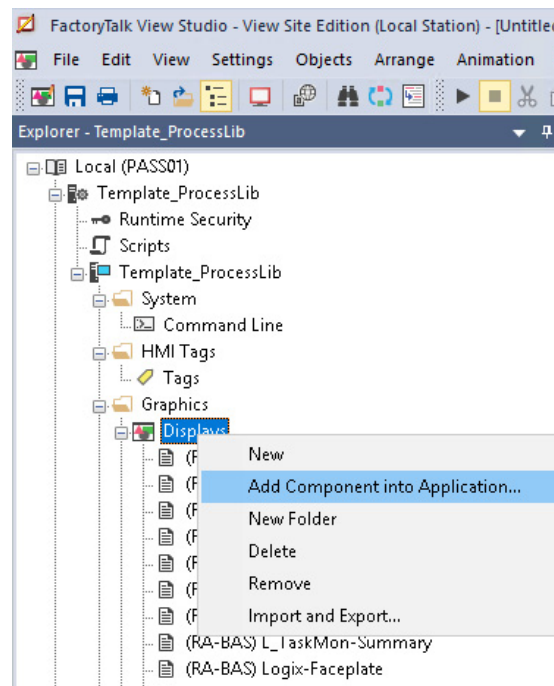 FactoryTalk View Studio - View Site Edition (Local Station) - [Untitle
File Edit View Settings Objects Arrange Animation
Explorer - Template_ProcessLib
Local (PASS01)
Template_ProcessLib
Runtime Security
Scripts
Template_ProcessLib
System
Command Line
HMI Tags
Tags
Graphics
Displays
New
Add Component into Application...
New Folder
Delete
Remove
Import and Export...
(RA-BAS) L_TaskMon-Summary
(RA-BAS) Logix-Faceplate